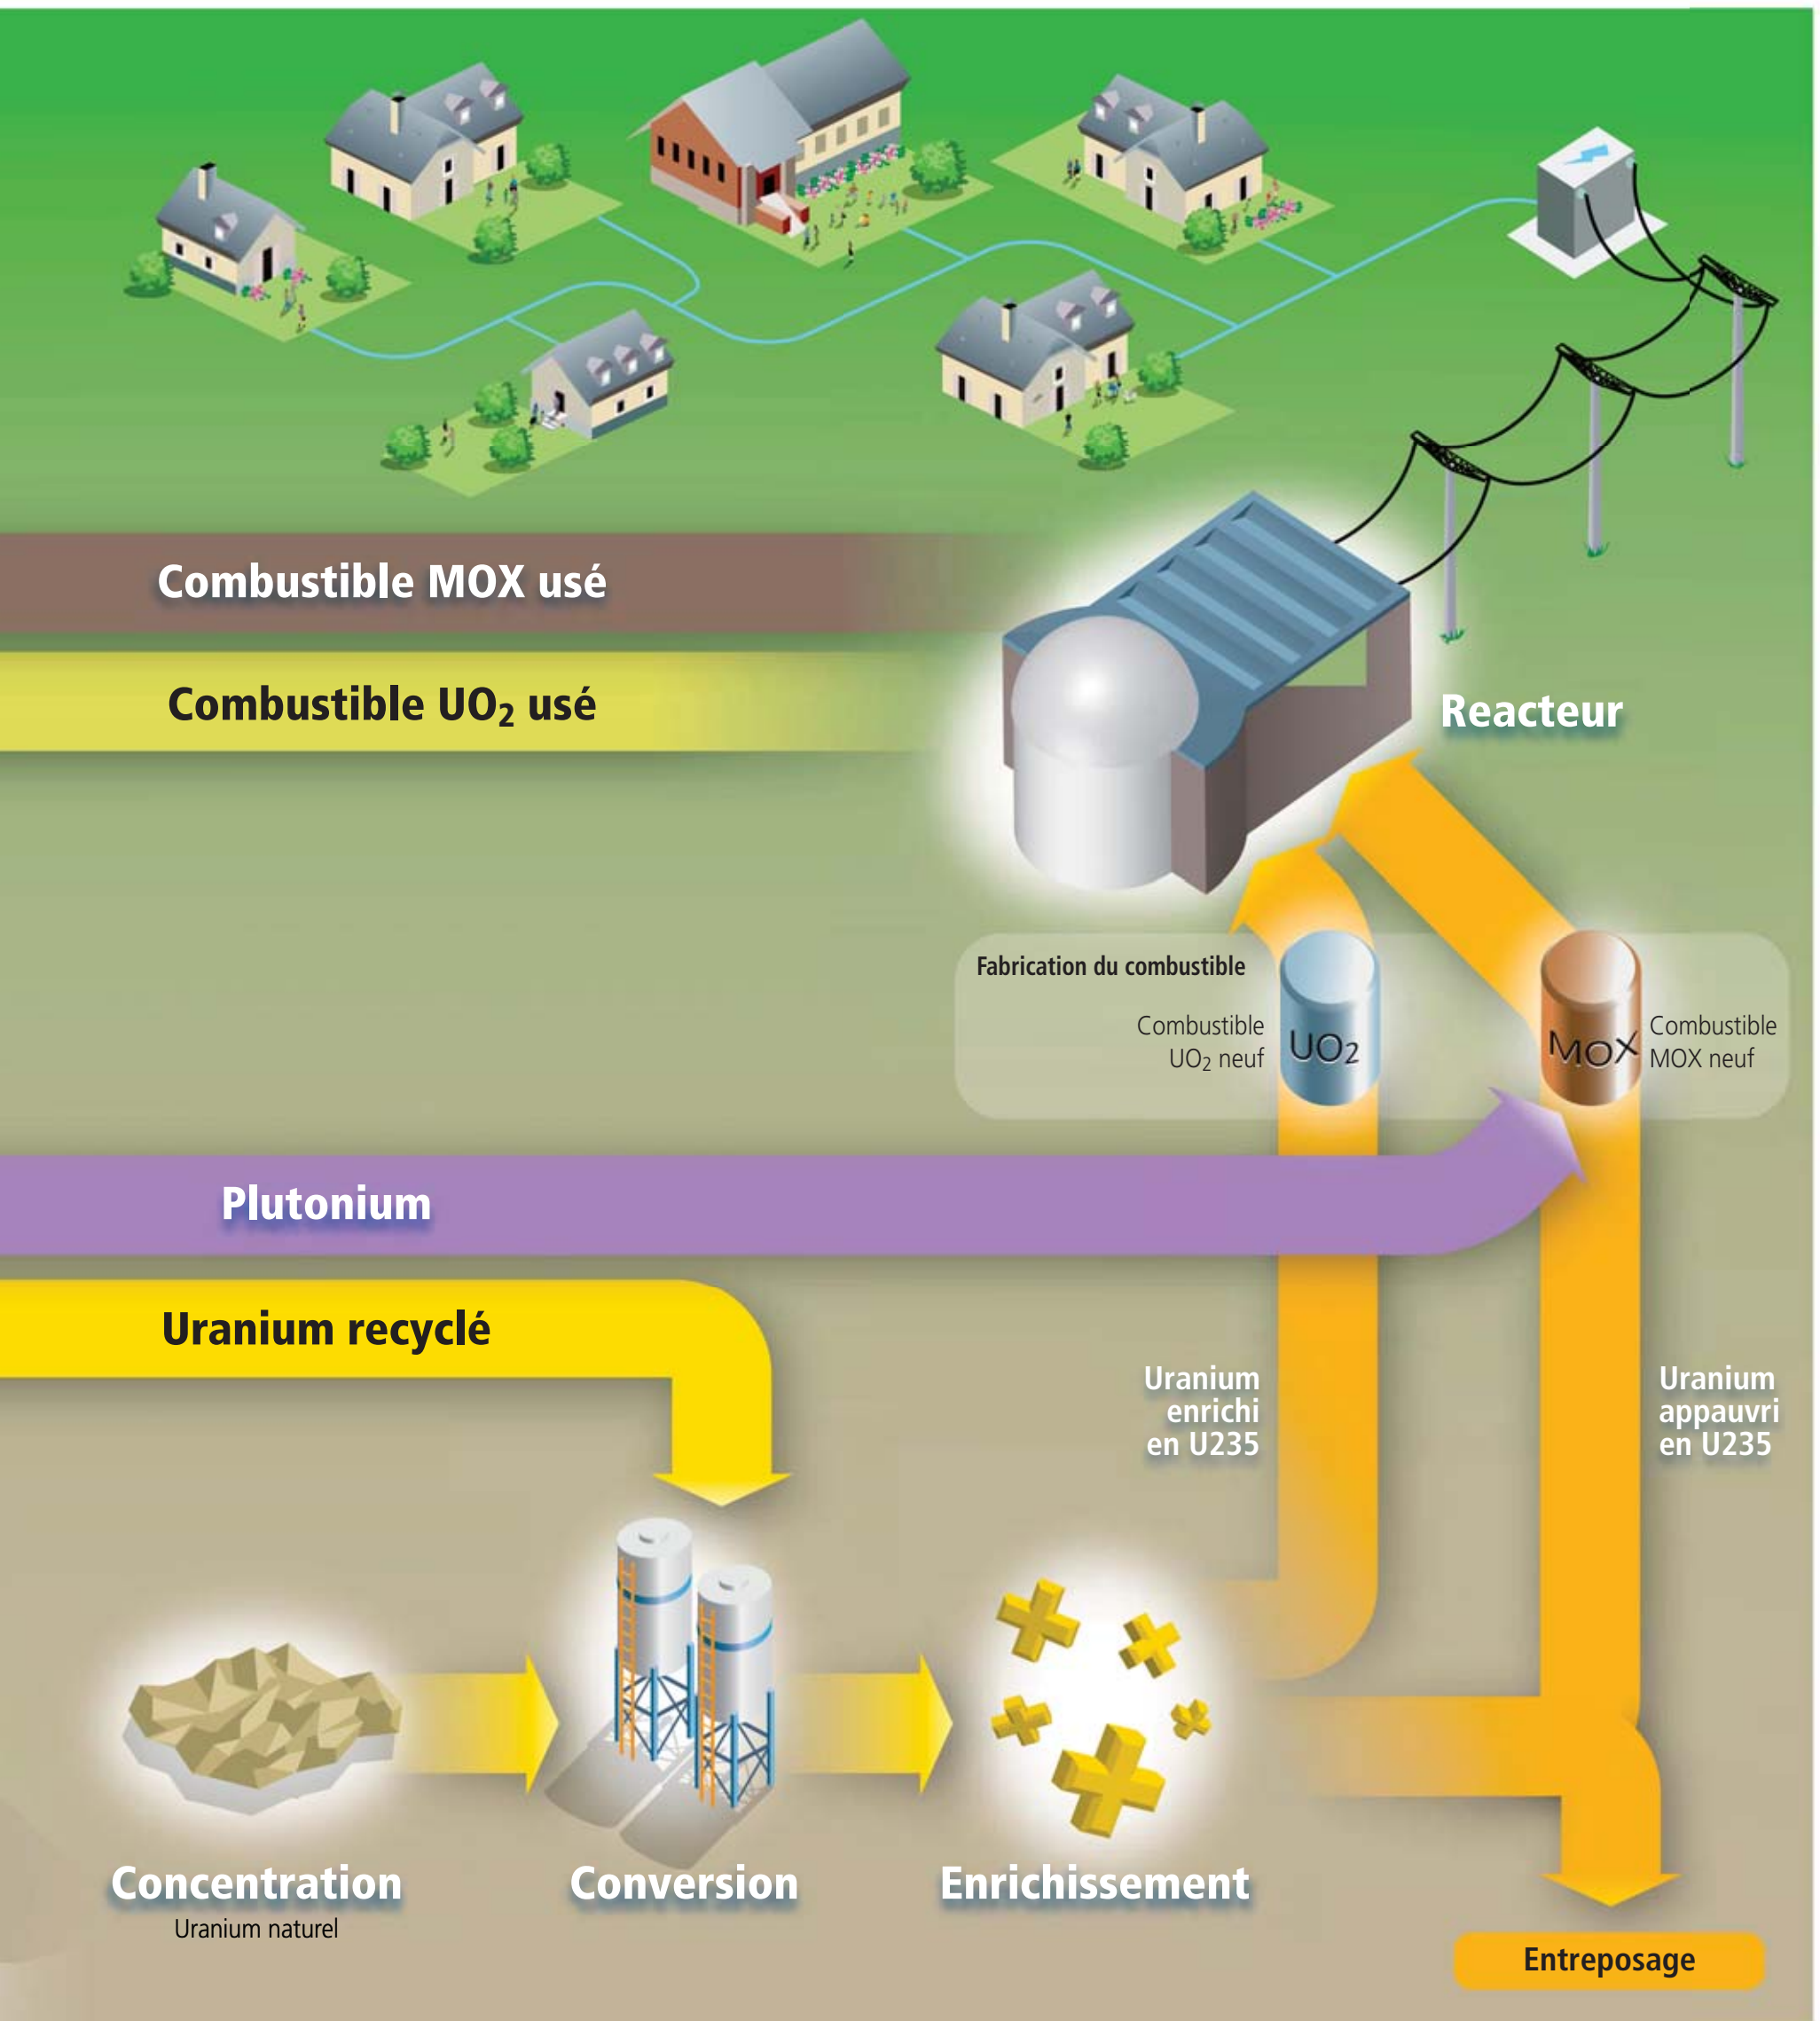 Combustible MOX usé
Combustible UO₂ usé
Reacteur
Fabrication du combustible
Combustible
UO₂ neuf
UO₂
MOX
Combustible
MOX neuf
Plutonium
Uranium recyclé
Uranium
enrichi
en U235
Uranium
appauvri
en U235
Concentration
Uranium naturel
Conversion
Enrichissement
Entreposage